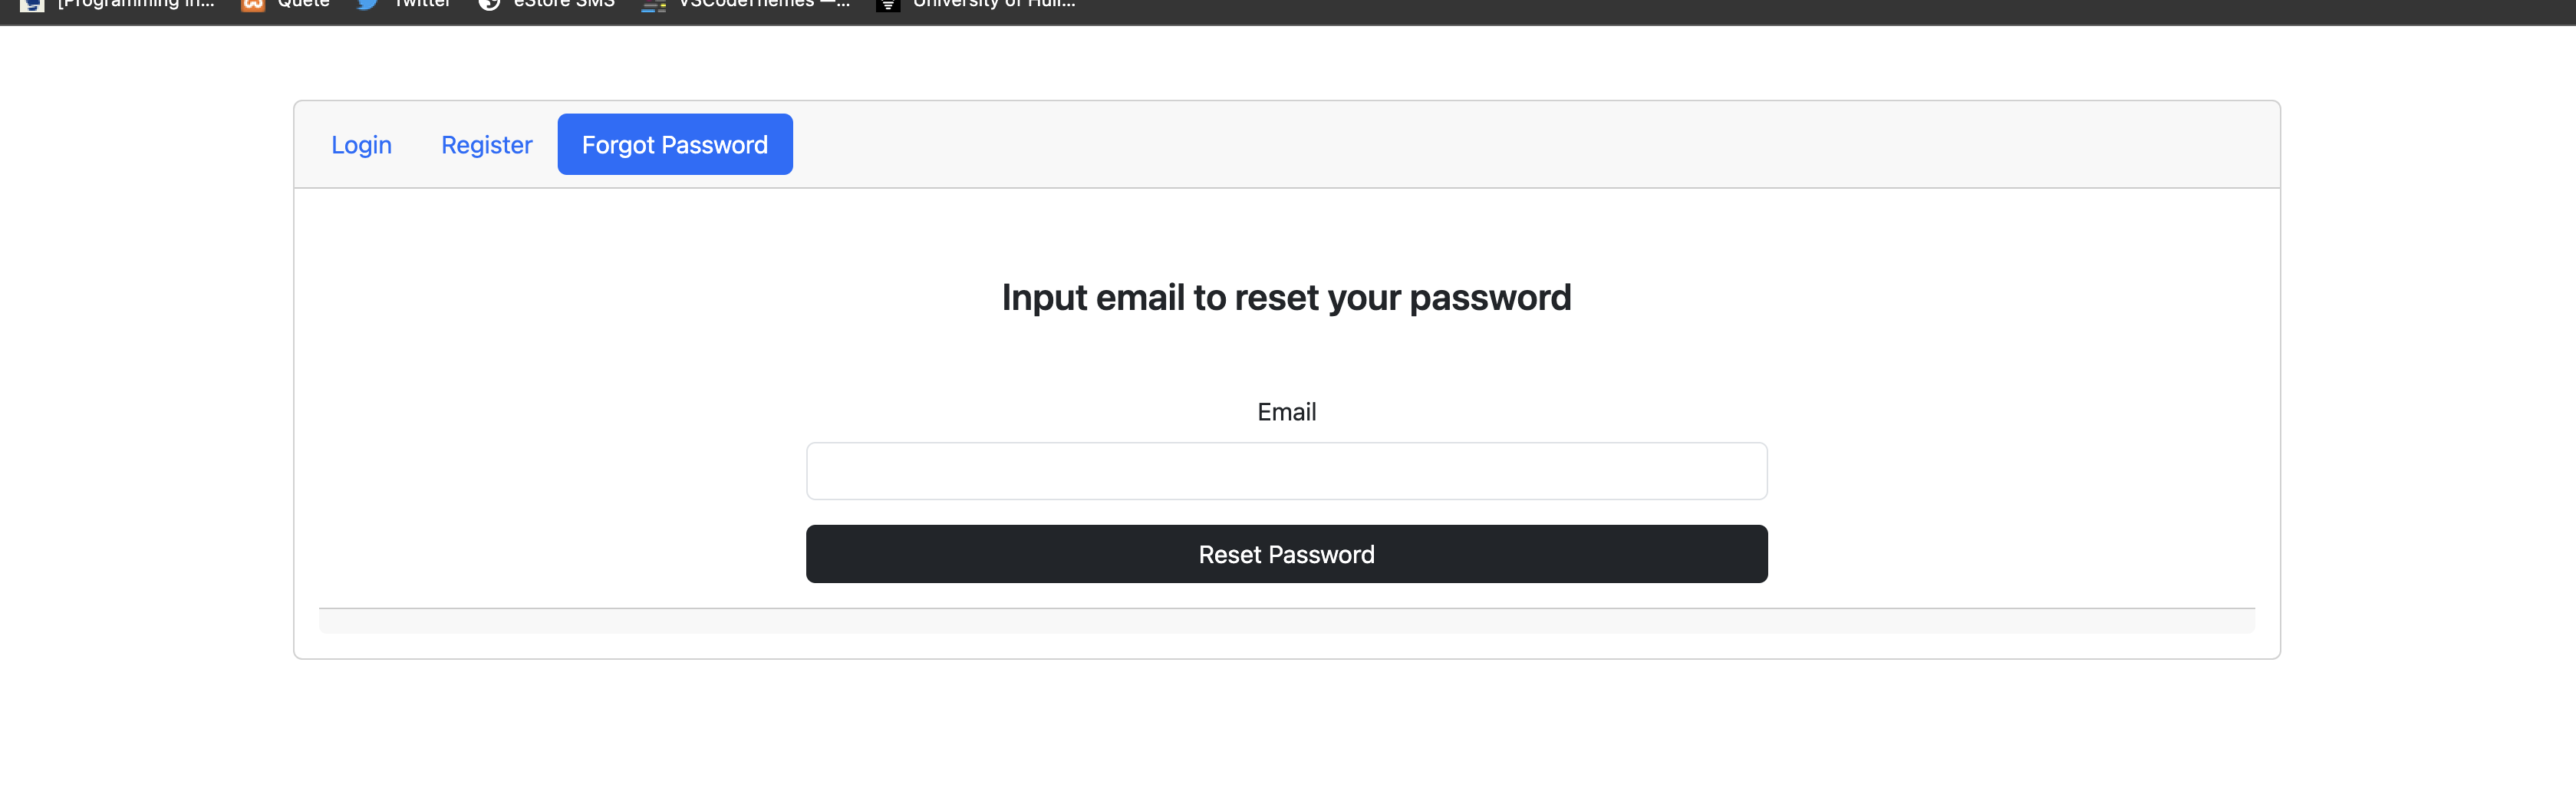 [Programming in... Quete Twitter eStore SMS VSCodeThemes —... University of Hull...
Login Register Forgot Password
Input email to reset your password
Email
Reset Password